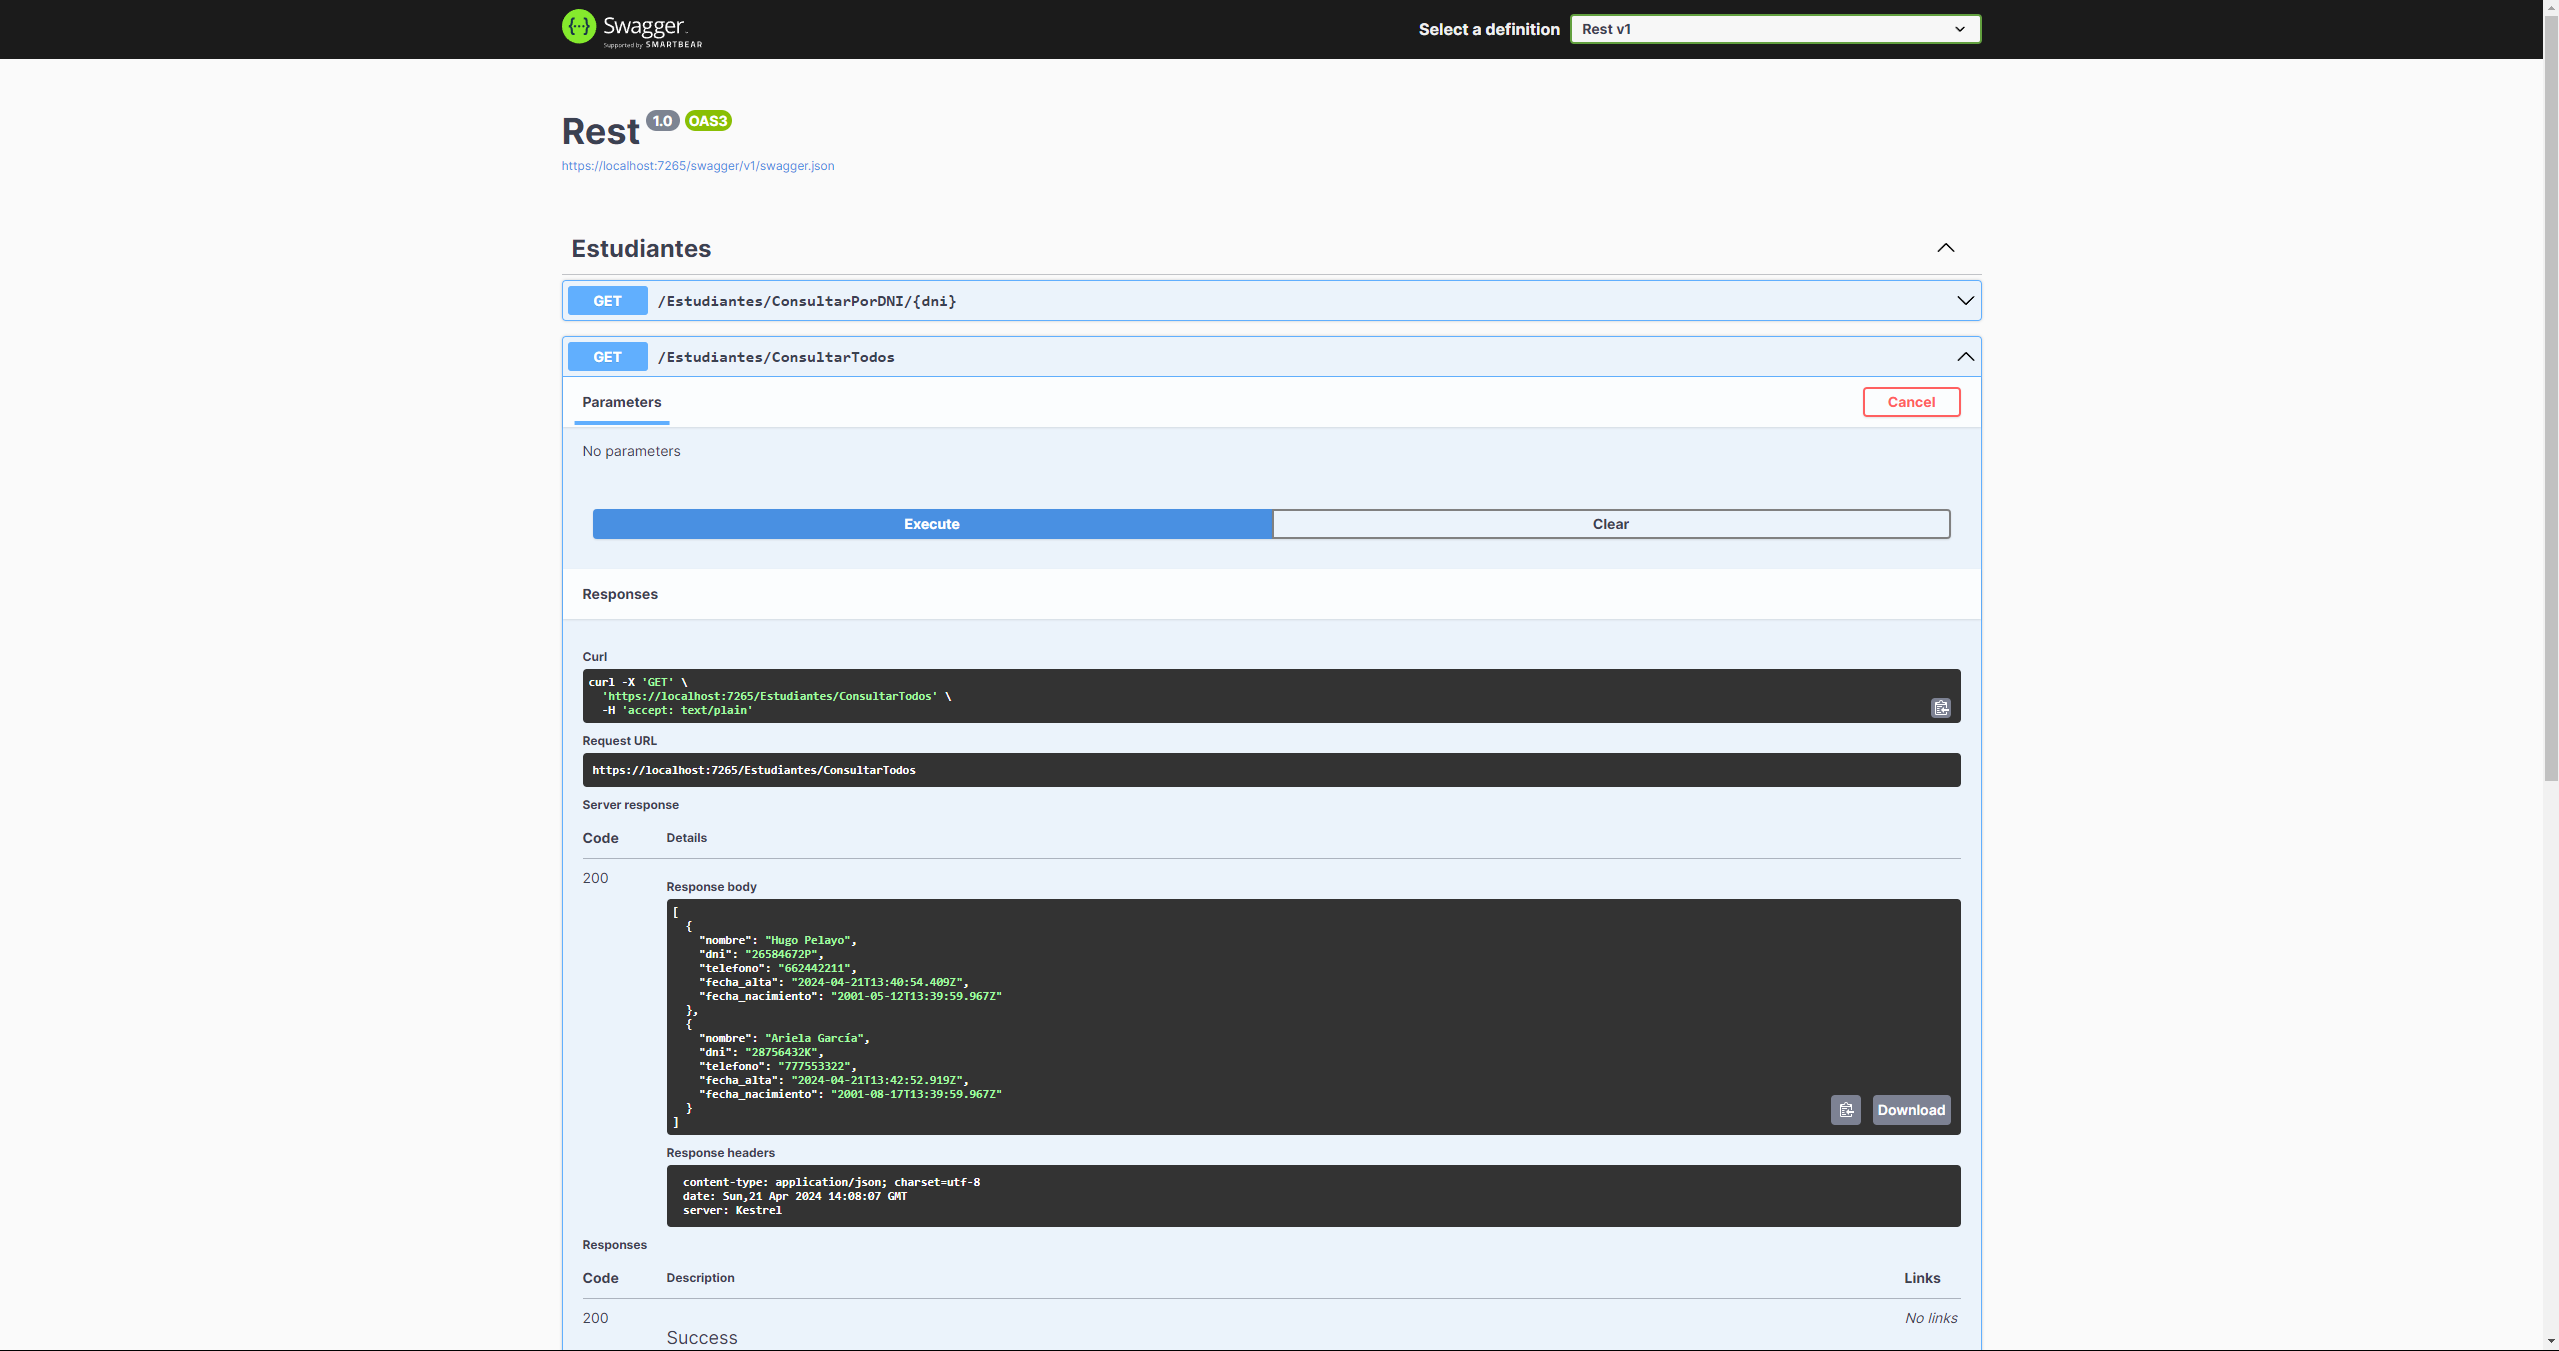 Swagger.
Supported by SMARTBEAR
Select a definition
Rest v1
Rest 1.0 OAS3
https://localhost:7265/swagger/v1/swagger.json
Estudiantes
GET /Estudiantes/ConsultarPorDNI/{dni}
GET /Estudiantes/ConsultarTodos
Parameters
Cancel
No parameters
Execute
Clear
Responses
Curl
curl -X 'GET' \
'https://localhost:7265/Estudiantes/ConsultarTodos' \
-H 'accept: text/plain'
Request URL
https://localhost:7265/Estudiantes/ConsultarTodos
Server response
Code Details
200
Response body
[
{
"nombre": "Hugo Pelayo",
"dni": "26584672P",
"telefono": "662442211",
"fecha_alta": "2024-04-21T13:40:54.409Z",
"fecha_nacimiento": "2001-05-12T13:39:59.967Z"
},
{
"nombre": "Ariela García",
"dni": "28756432K",
"telefono": "777553322",
"fecha_alta": "2024-04-21T13:42:52.919Z",
"fecha_nacimiento": "2001-08-17T13:39:59.967Z"
}
]
Download
Response headers
content-type: application/json; charset=utf-8
date: Sun,21 Apr 2024 14:08:07 GMT
server: Kestrel
Responses
Code Description Links
200 No links
Success